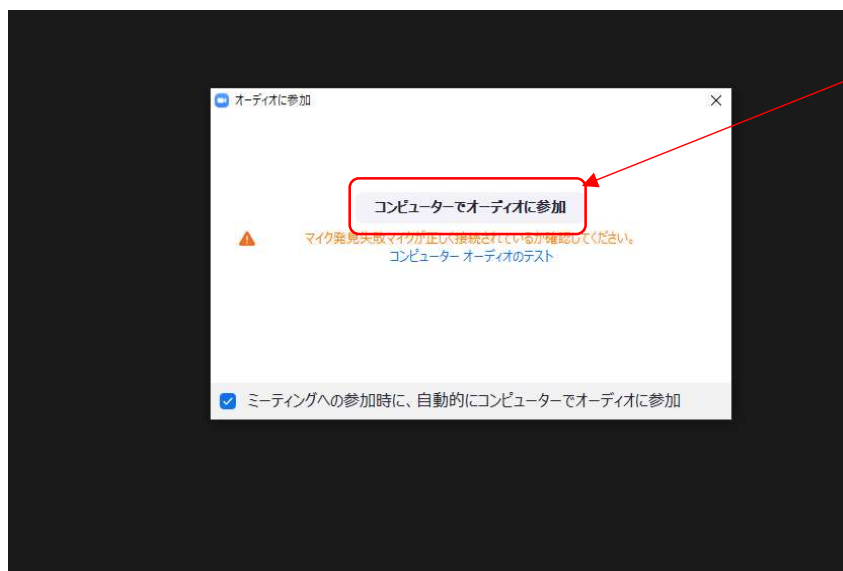 オーディオに参加
コンピューターでオーディオに参加
マイク発見失敗マイクが正しく接続されているか確認してください。
コンピューター オーディオのテスト
ミーティングへの参加時に、自動的にコンピューターでオーディオに参加